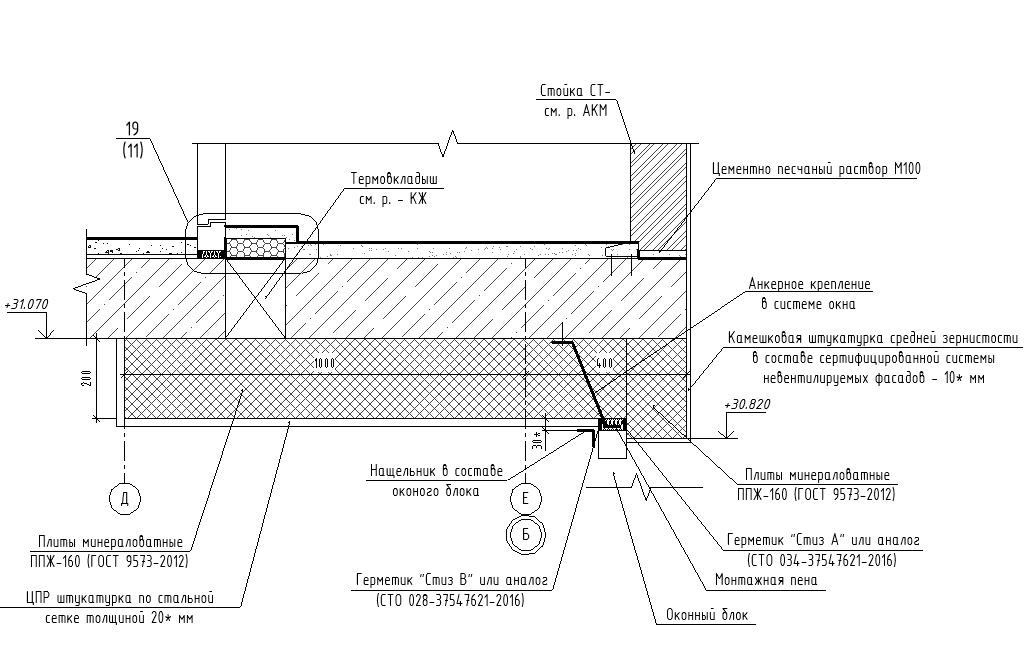 Стойка СТ-
см. р. АКМ
19
(11)
Цементно песчаный раствор М100
Термовкладыш
см. р. - КЖ
Анкерное крепление
в системе окна
+31.070
Камешковая штукатурка средней зернистости
в составе сертифицированной системы
невентилируемых фасадов - 10* мм
1000
400
200
+30.820
30*
Нащельник в составе
оконого блока
Плиты минераловатные
ППЖ-160 (ГОСТ 9573-2012)
Д
Е
Б
Плиты минераловатные
ППЖ-160 (ГОСТ 9573-2012)
Герметик "Стиз А" или аналог
(СТО 034-37547621-2016)
Герметик "Стиз В" или аналог
(СТО 028-37547621-2016)
Монтажная пена
ЦПР штукатурка по стальной
сетке толщиной 20* мм
Оконный блок